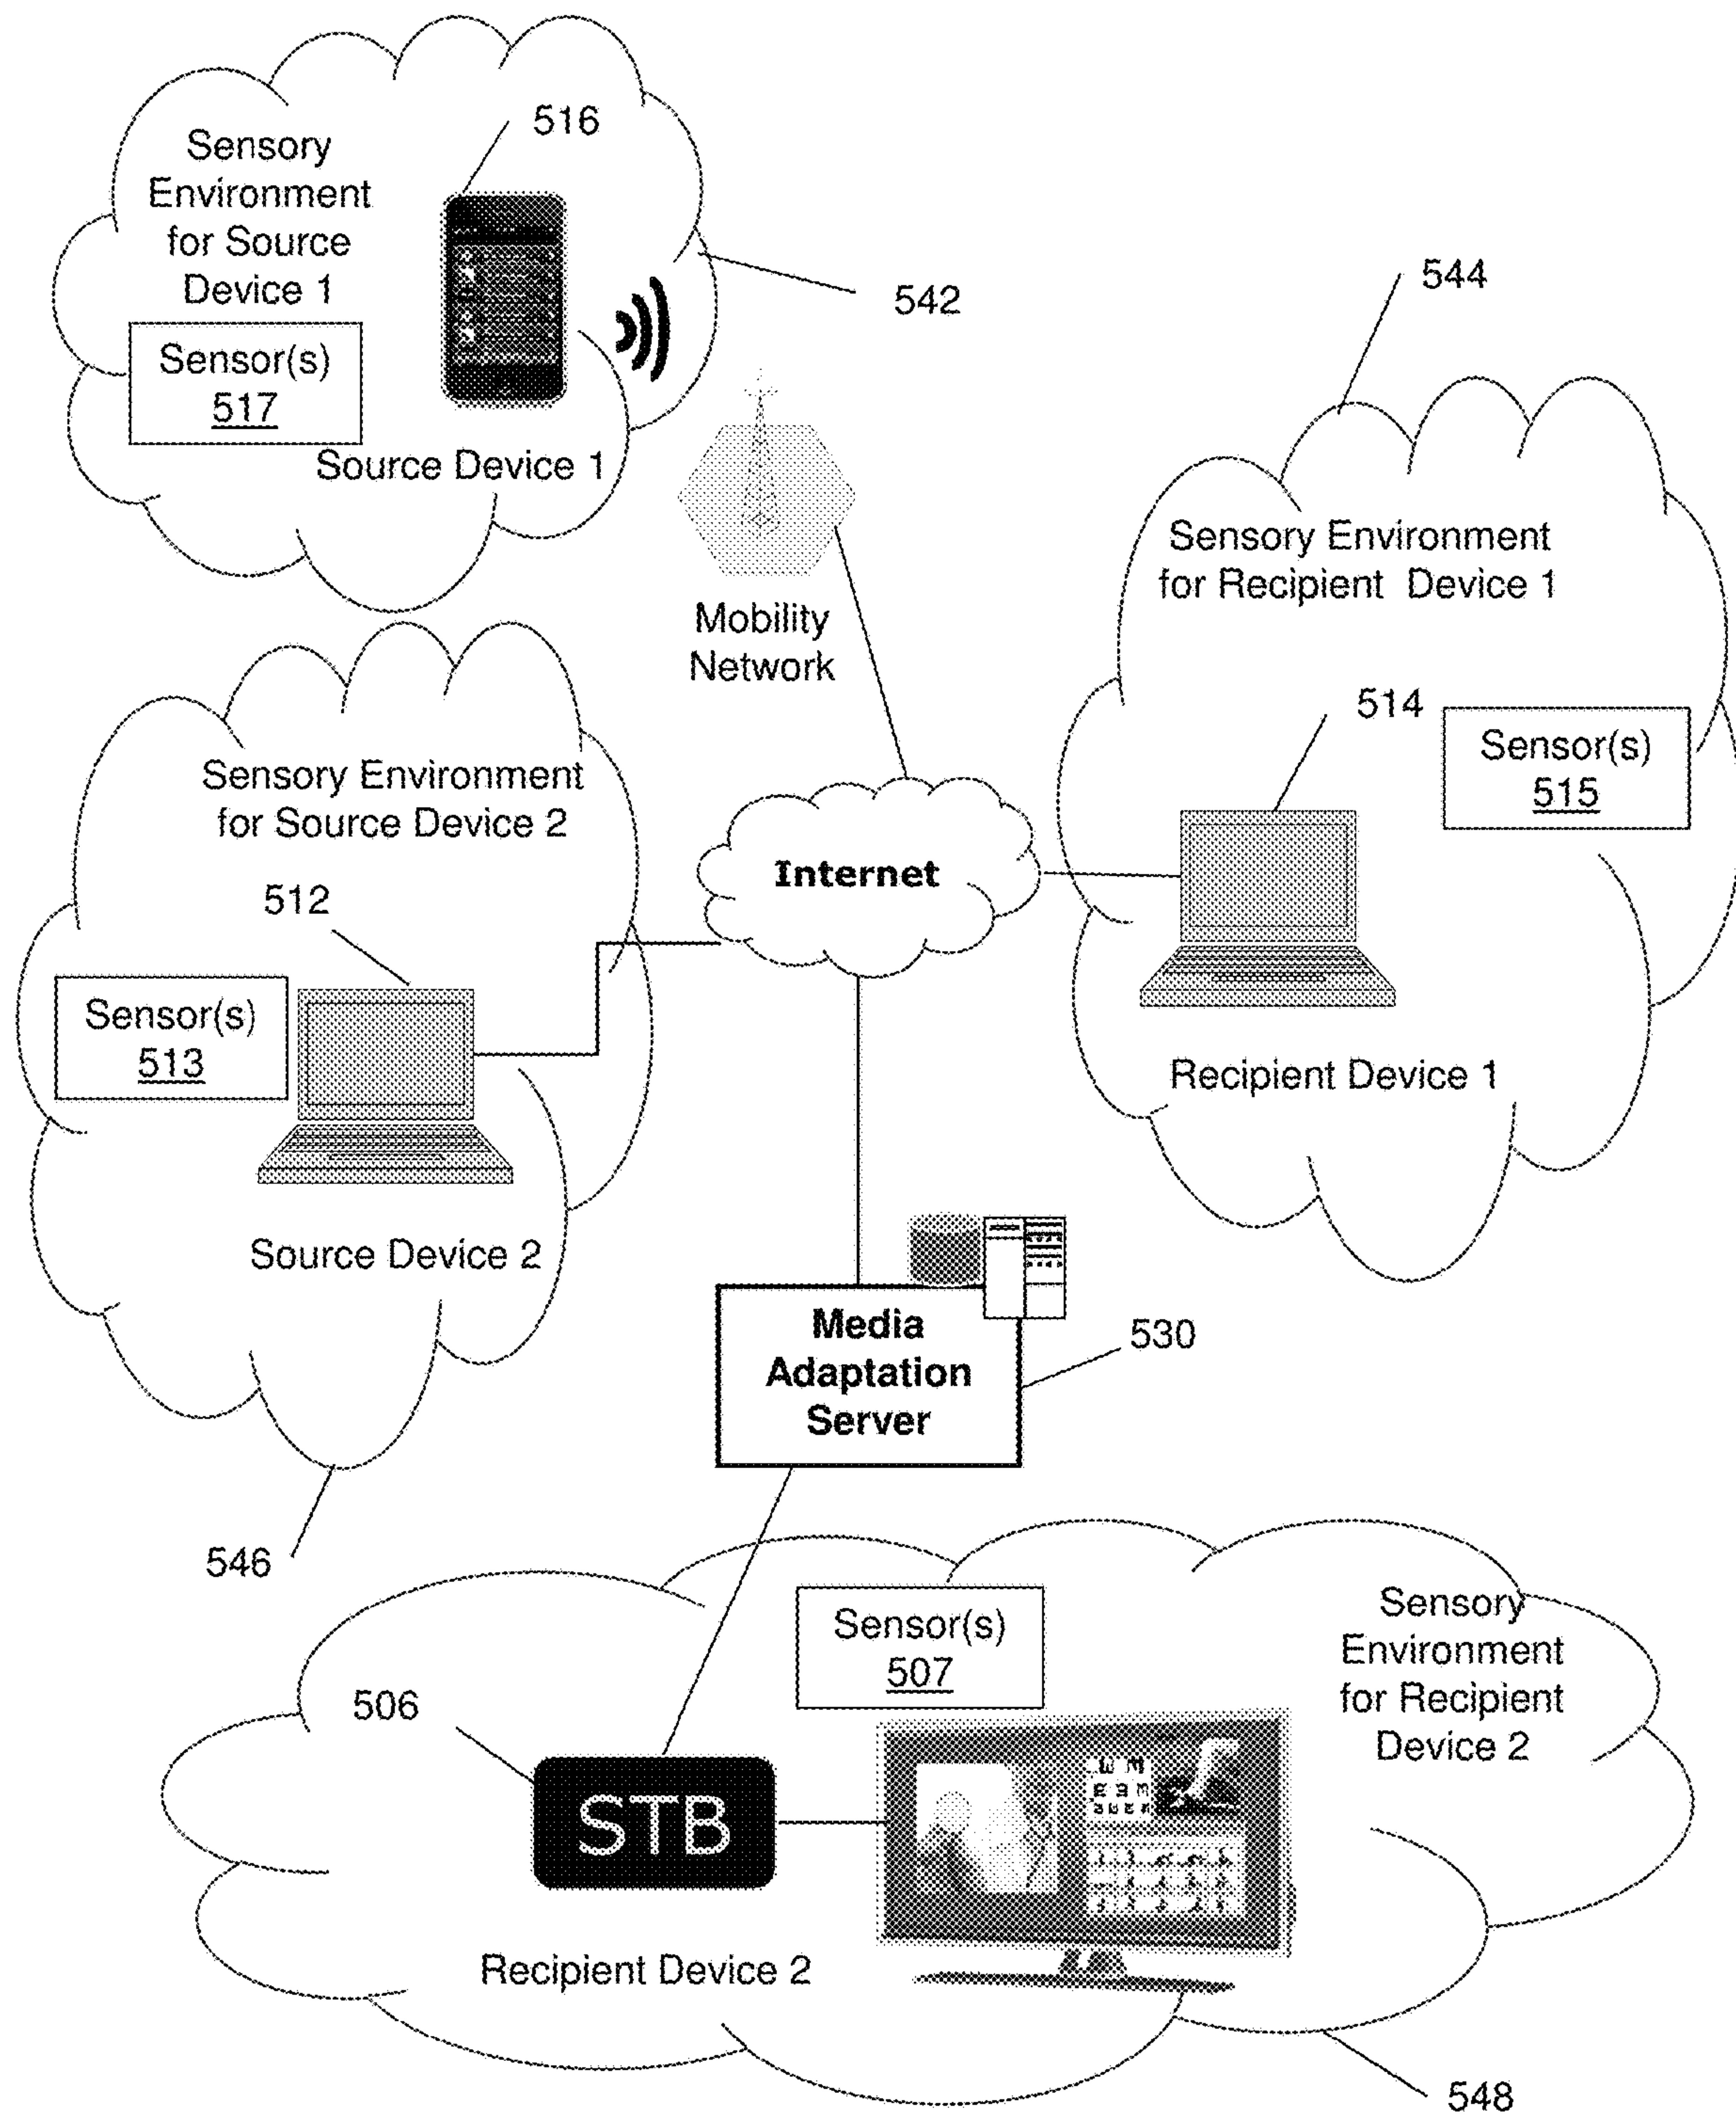 516
Sensory
Environment
for Source
Device 1
542
Sensor(s)
517
Source Device 1
544
Sensory Environment
for Recipient Device 1
Mobility
Network
514
Sensor(s)
515
Sensory Environment
for Source Device 2
Internet
512
Sensor(s)
513
Recipient Device 1
Source Device 2
Media
Adaptation
Server
530
546
Sensor(s)
507
Sensory
Environment
for Recipient
Device 2
506
STB
Recipient Device 2
548